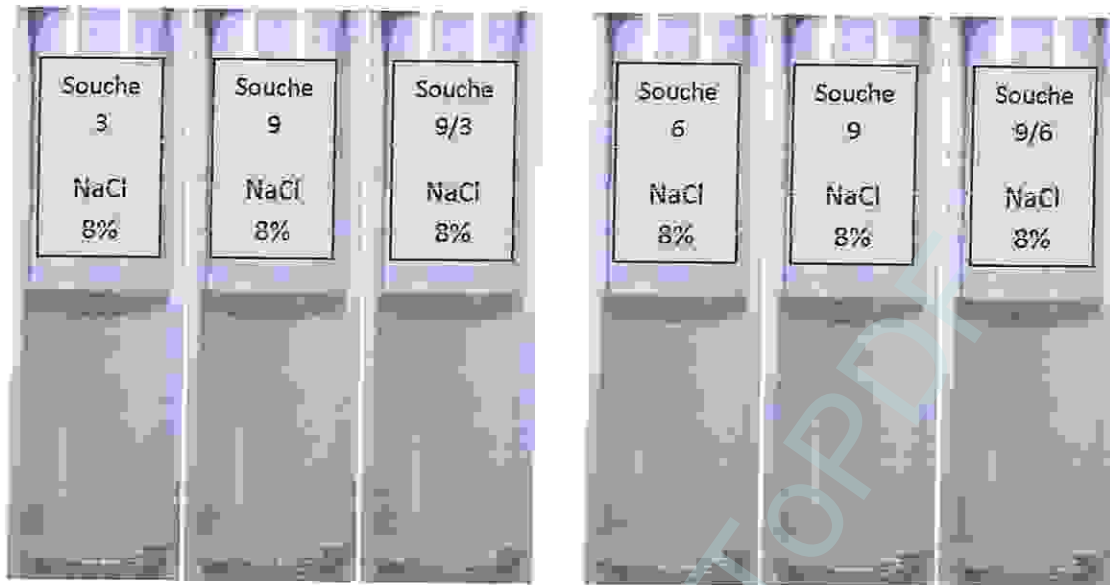 Souche
3
NaCl
8%
Souche
9
NaCl
8%
Souche
9/3
NaCl
8%
Souche
6
NaCl
8%
Souche
9
NaCl
8%
Souche
9/6
NaCl
8%
TOPDF